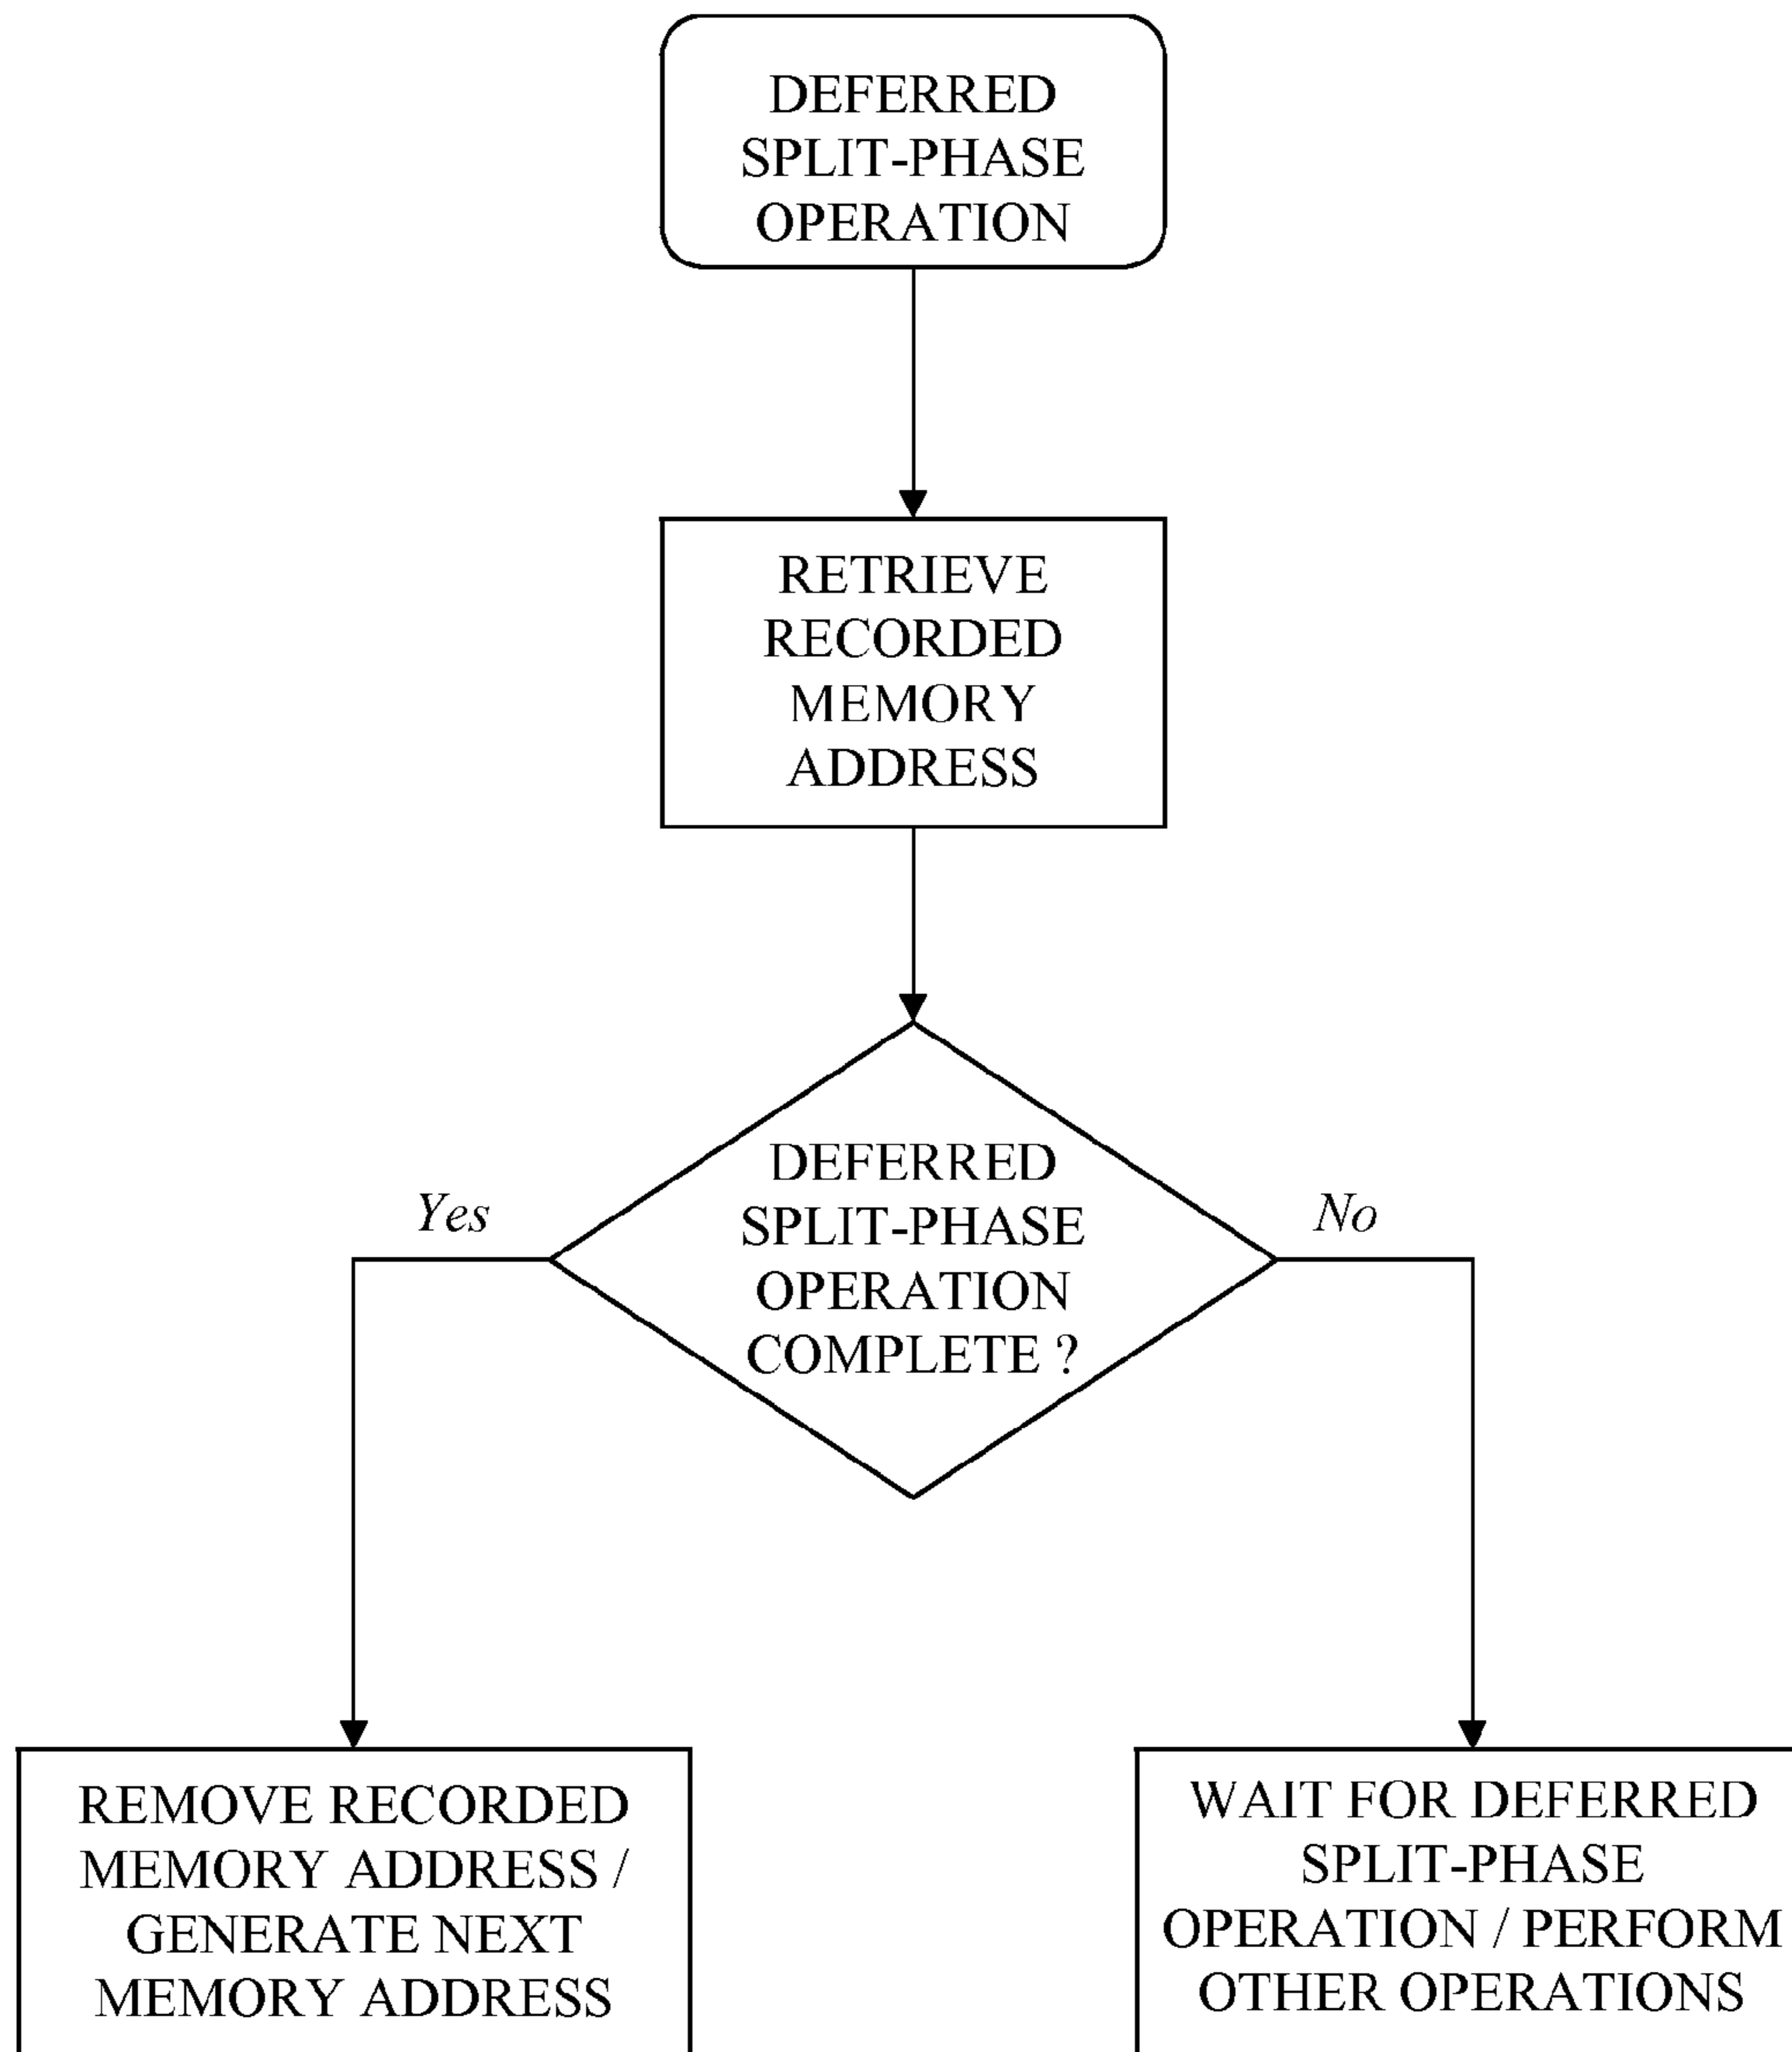 DEFERRED
SPLIT-PHASE
OPERATION
RETRIEVE
RECORDED
MEMORY
ADDRESS
DEFERRED
SPLIT-PHASE
OPERATION
COMPLETE ?
Yes
No
REMOVE RECORDED
MEMORY ADDRESS /
GENERATE NEXT
MEMORY ADDRESS
WAIT FOR DEFERRED
SPLIT-PHASE
OPERATION / PERFORM
OTHER OPERATIONS